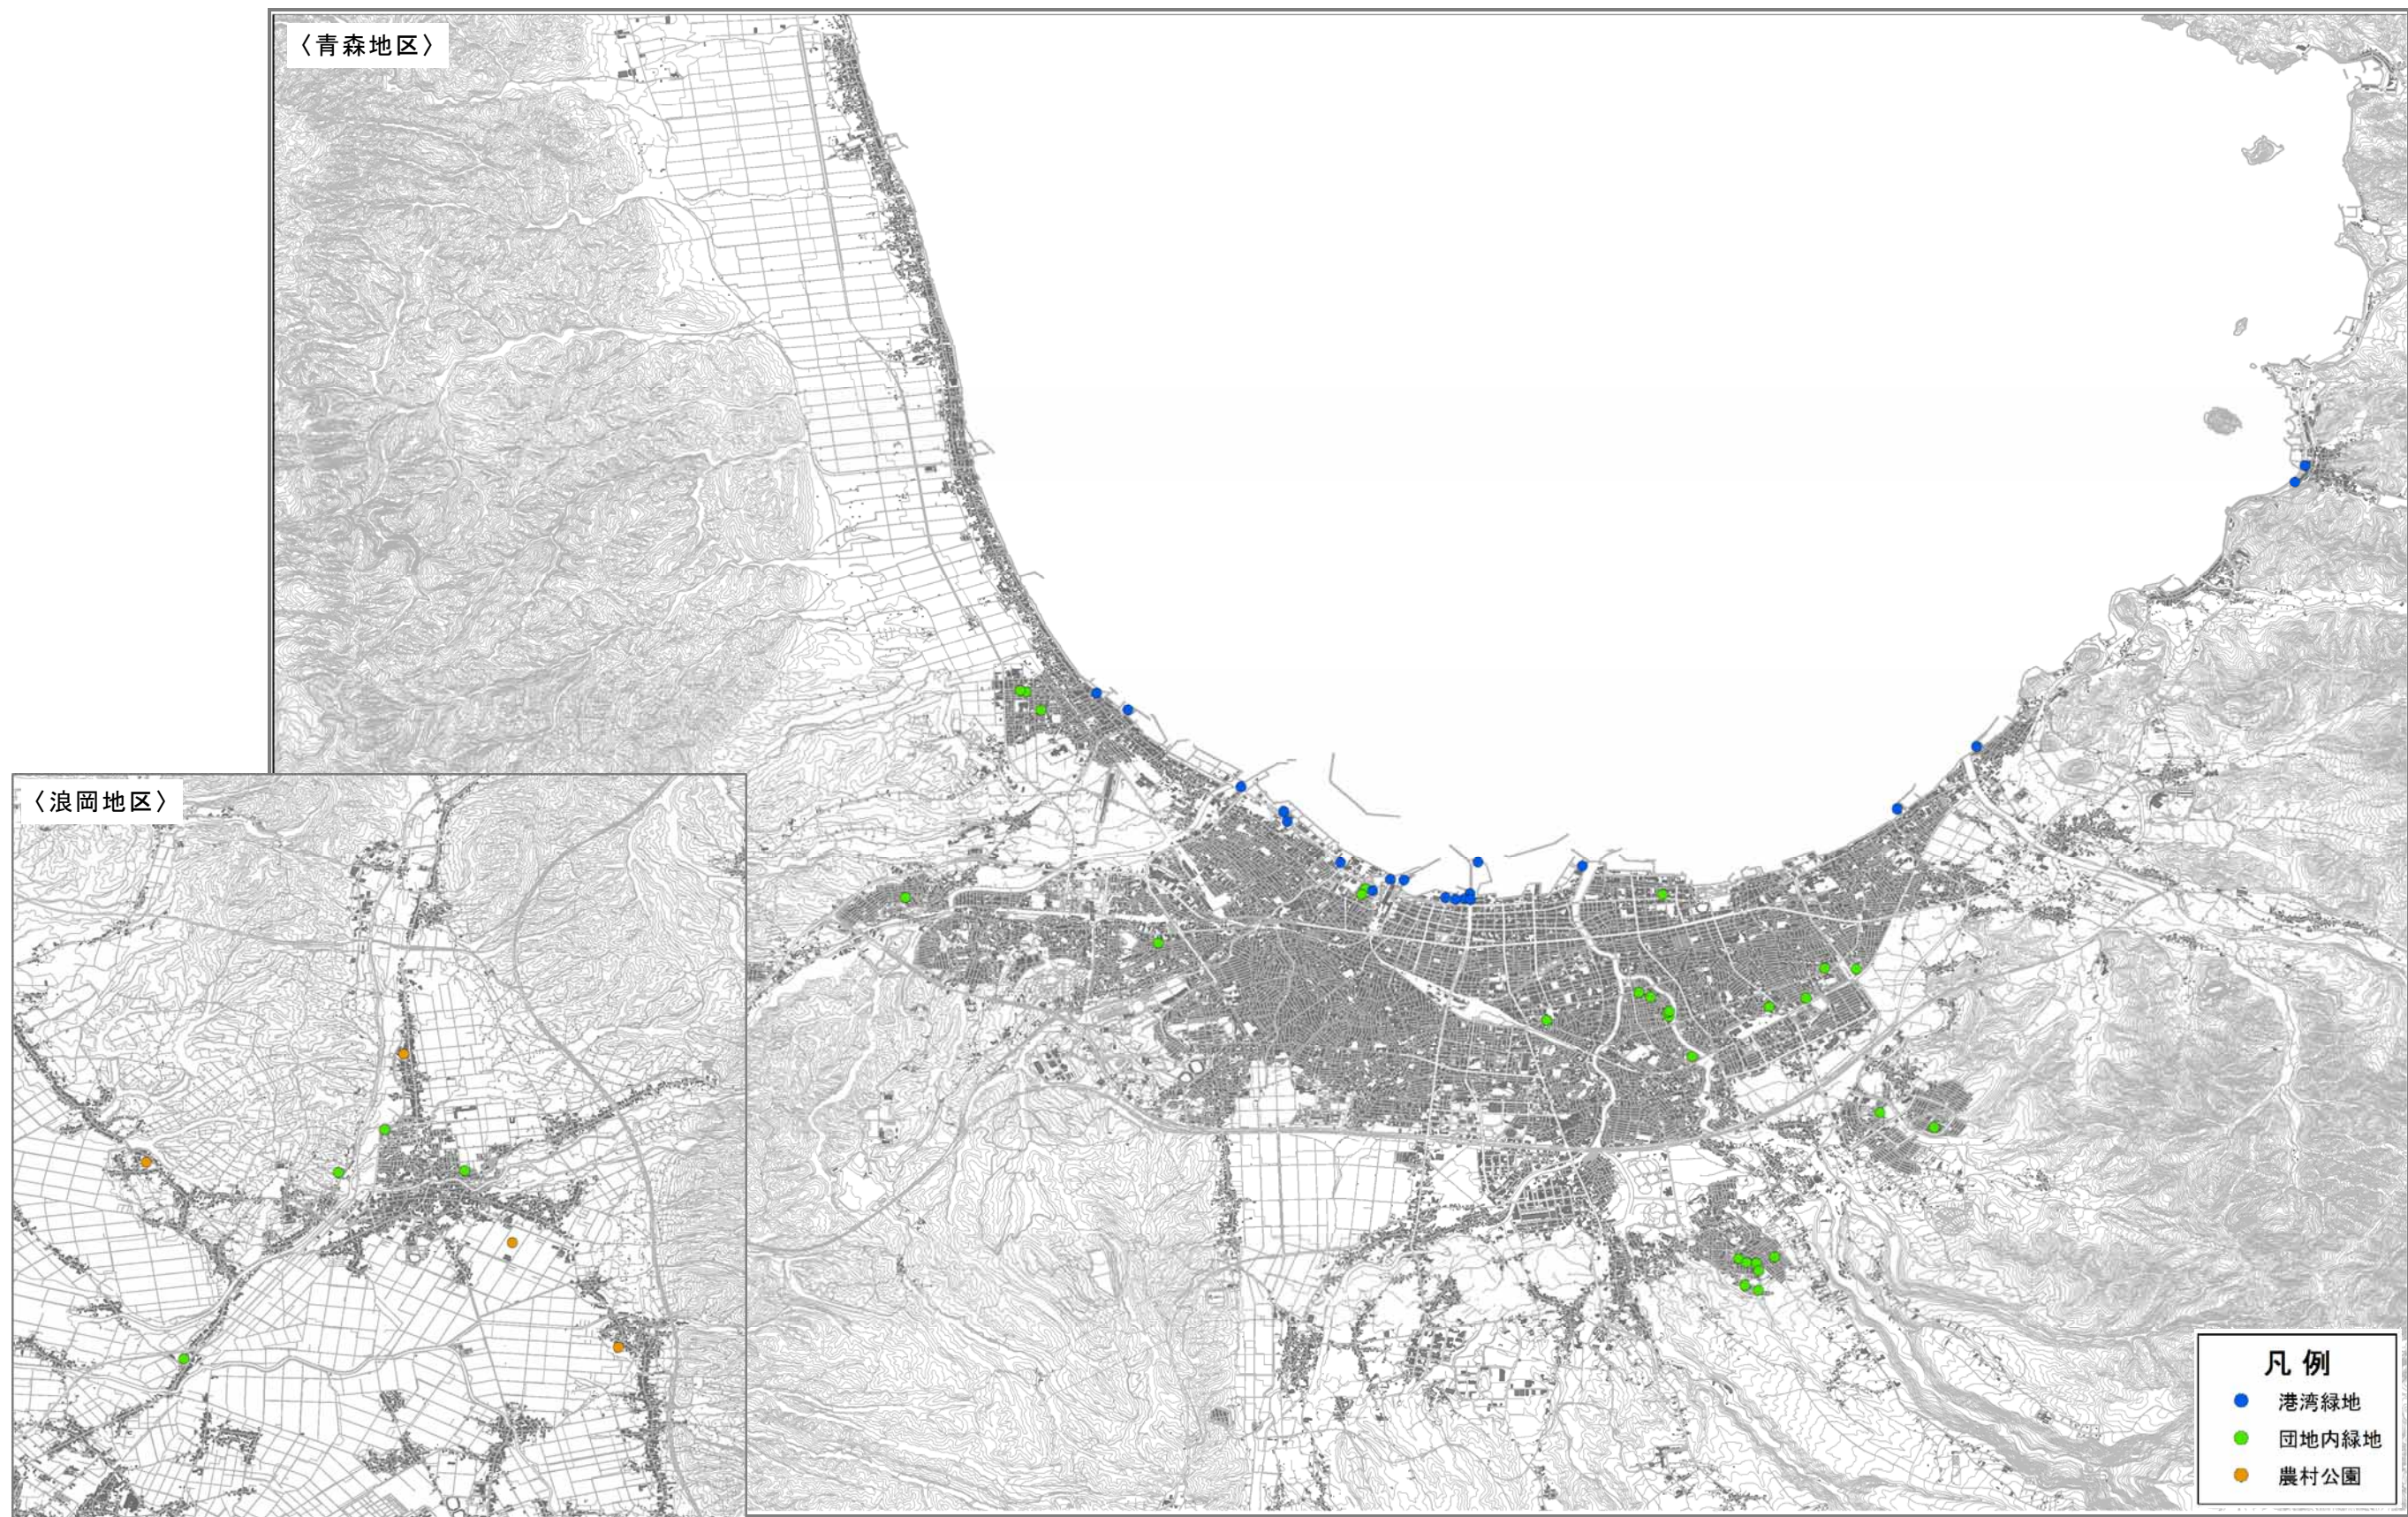 〈青森地区〉
〈浪岡地区〉
凡 例
港湾緑地
団地内緑地
農村公園